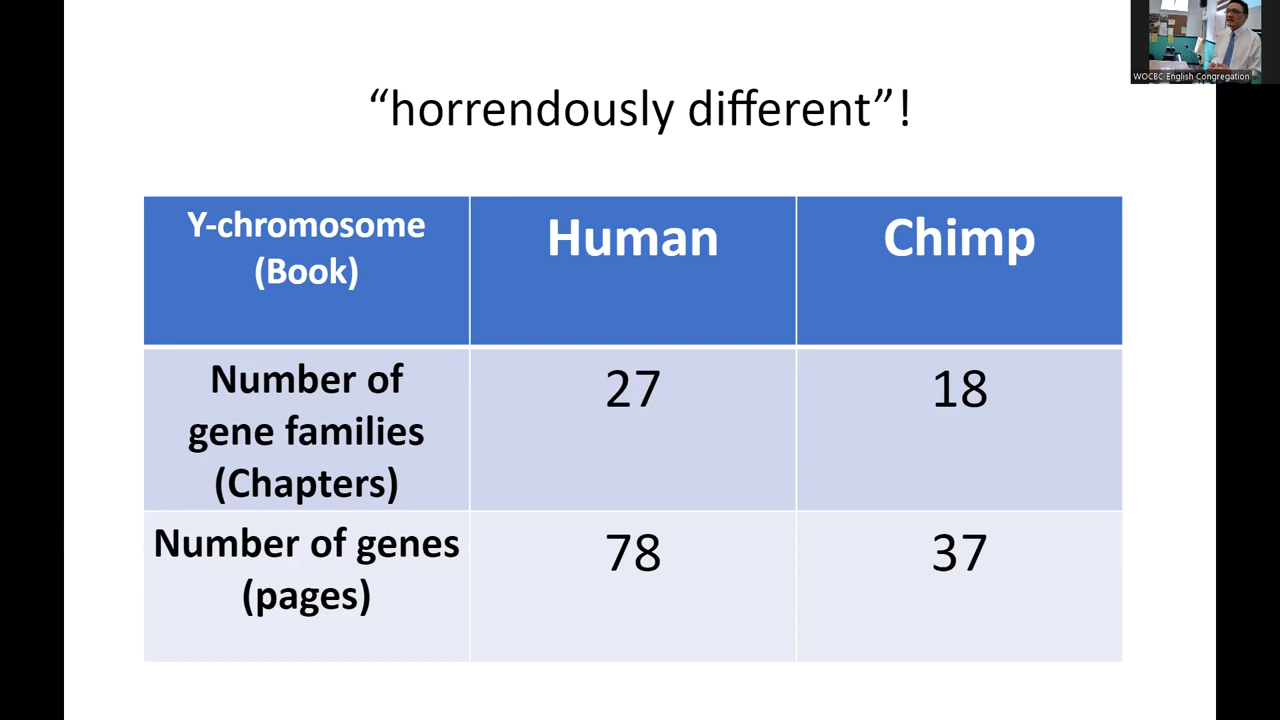 WOCBC English Congregation
“horrendously different”!
Y-chromosome
(Book)
Human
Chimp
Number of
gene families
(Chapters)
27
18
Number of genes
(pages)
78
37